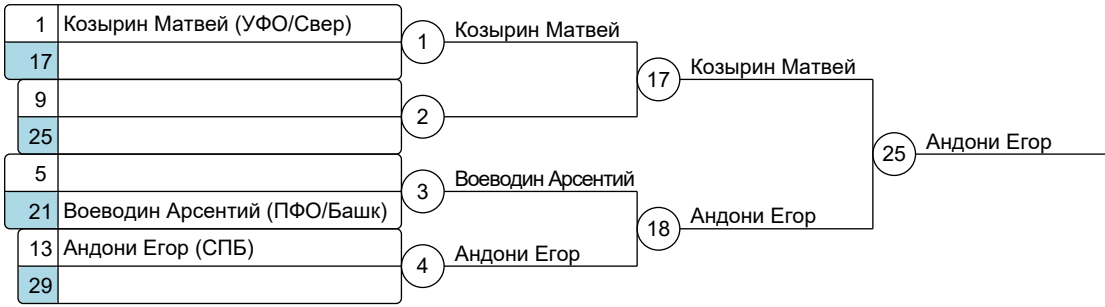 1 Козырин Матвей (УФО/Свер)
17
9
25
5
21 Воеводин Арсентий (ПФО/Башк)
13 Андони Егор (СПБ)
29
1 Козырин Матвей
2
3 Воеводин Арсентий
4 Андони Егор
17 Козырин Матвей
18 Андони Егор
25 Андони Егор